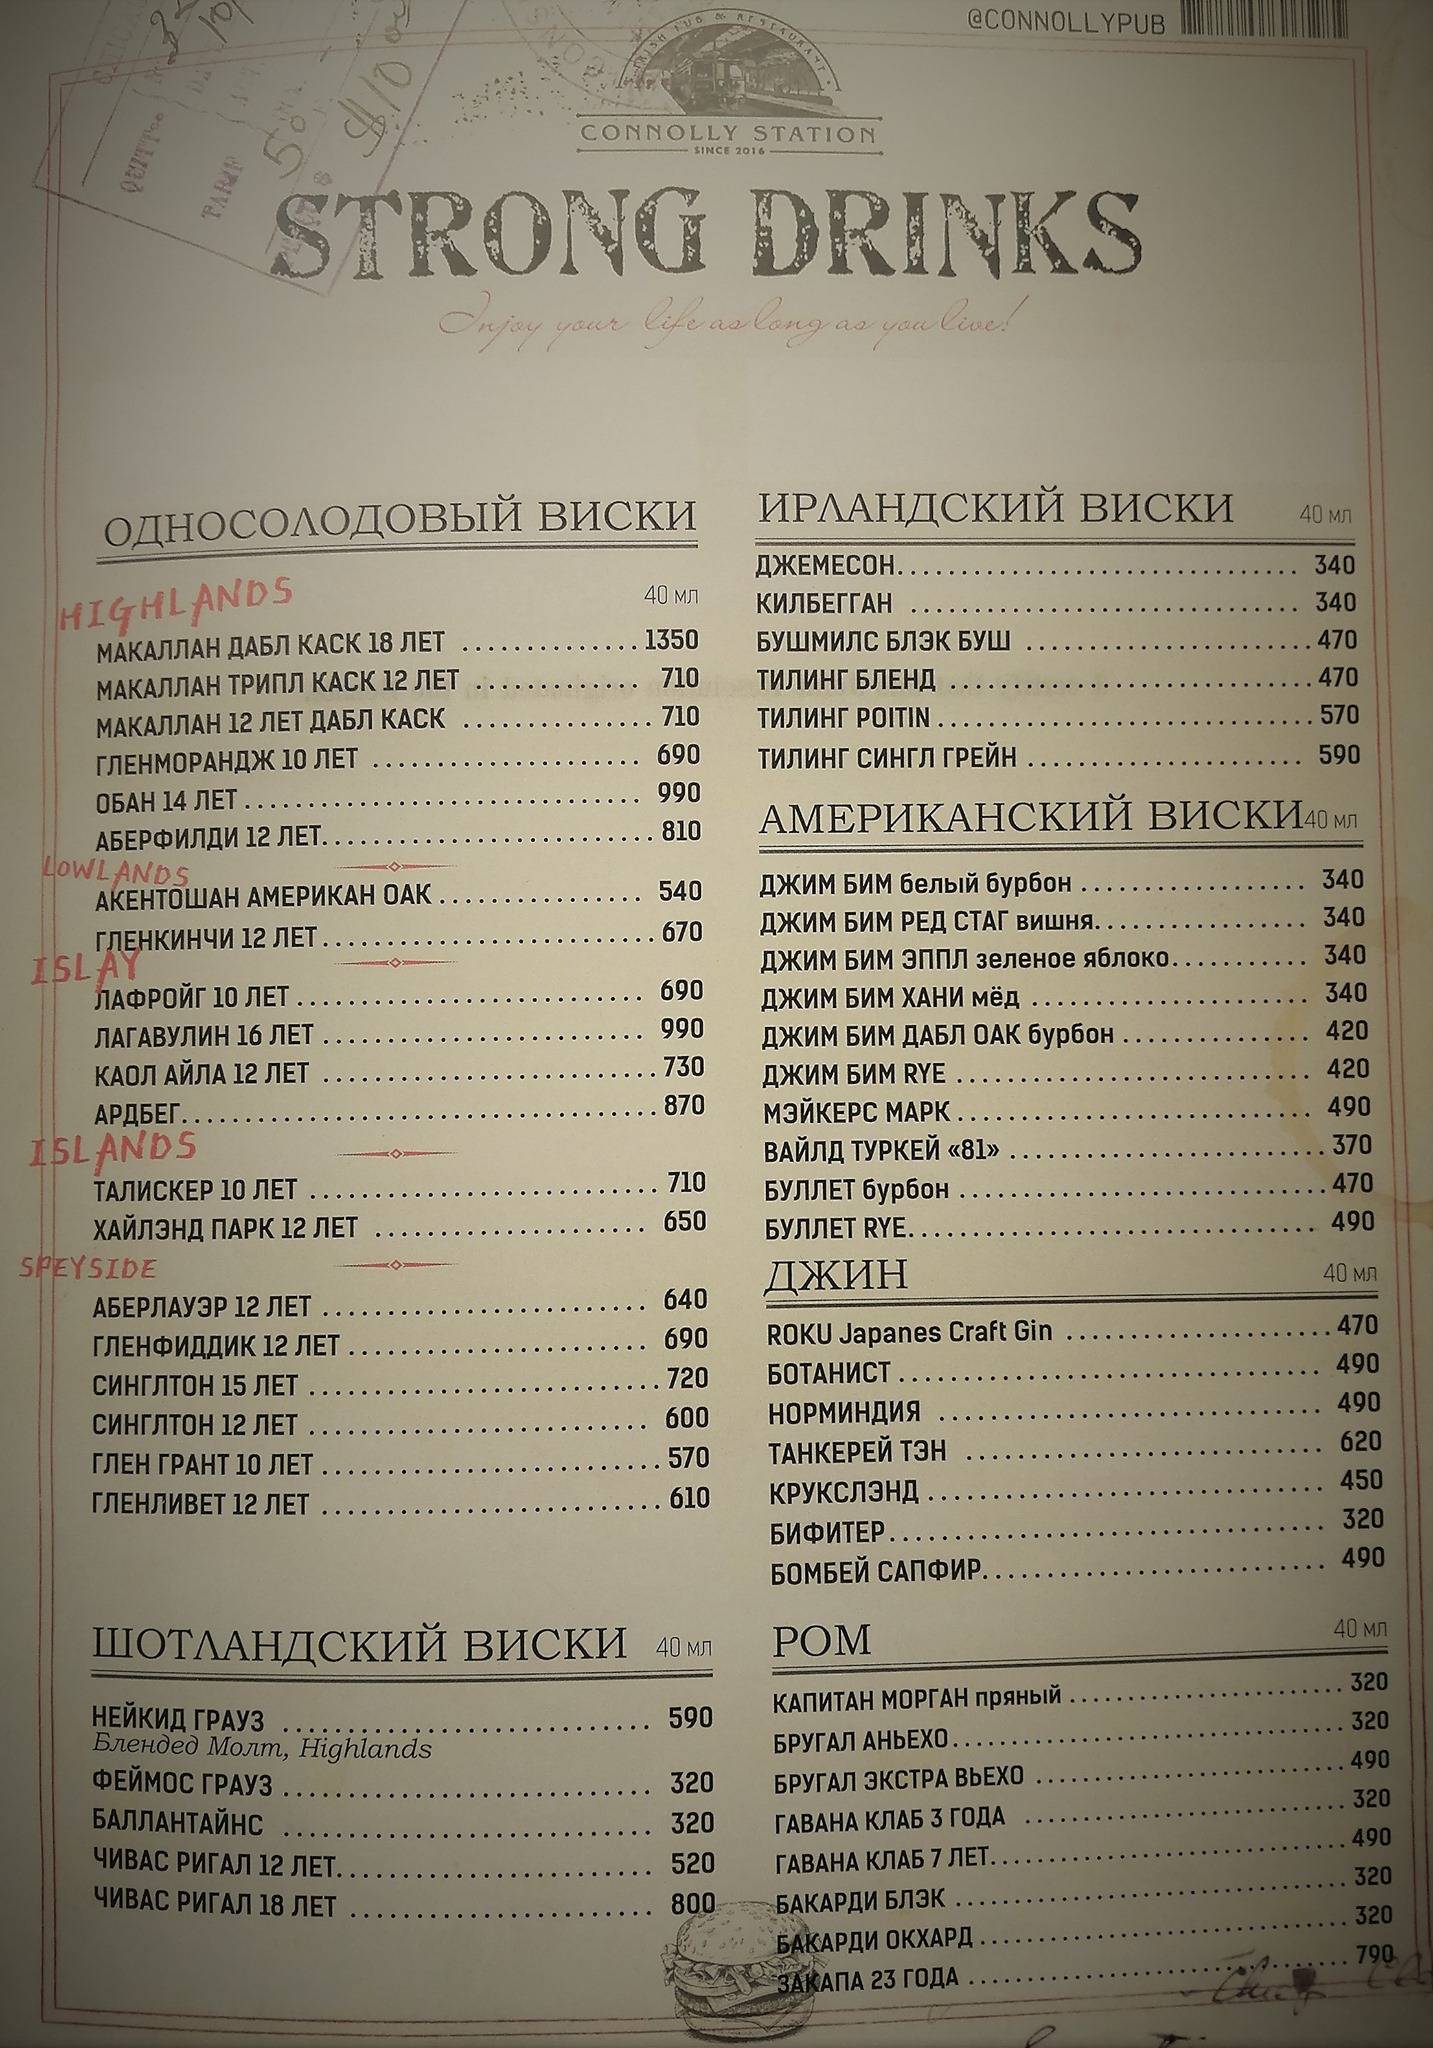 @CONNOLLYPUB
IRISH PUB & RESTAURANT
CONNOLLY STATION
SINCE 2016
TARIF
50
STRONG DRINKS
Enjoy your life as long as you live!
ОДНОСОЛОДОВЫЙ ВИСКИ
HIGHLANDS 40 мл
МАКАЛЛАН ДАБЛ КАСК 18 ЛЕТ 1350
МАКАЛЛАН ТРИПЛ КАСК 12 ЛЕТ 710
МАКАЛЛАН 12 ЛЕТ ДАБЛ КАСК 710
ГЛЕНМОРАНДЖ 10 ЛЕТ 690
ОБАН 14 ЛЕТ 990
АБЕРФИЛДИ 12 ЛЕТ 810
LOWLANDS
АКЕНТОШАН АМЕРИКАН ОАК 540
ГЛЕНКИНЧИ 12 ЛЕТ 670
ISLAY
ЛАФРОЙГ 10 ЛЕТ 690
ЛАГАВУЛИН 16 ЛЕТ 990
КАОЛ АЙЛА 12 ЛЕТ 730
АРДБЕГ 870
ISLANDS
ТАЛИСКЕР 10 ЛЕТ 710
ХАЙЛЭНД ПАРК 12 ЛЕТ 650
SPEYSIDE
АБЕРЛАУЭР 12 ЛЕТ 640
ГЛЕНФИДДИК 12 ЛЕТ 690
СИНГЛТОН 15 ЛЕТ 720
СИНГЛТОН 12 ЛЕТ 600
ГЛЕН ГРАНТ 10 ЛЕТ 570
ГЛЕНЛИВЕТ 12 ЛЕТ 610
ШОТЛАНДСКИЙ ВИСКИ 40 мл
НЕЙКИД ГРАУЗ 590
Блендед Молт, Highlands
ФЕЙМОС ГРАУЗ 320
БАЛЛАНТАЙНС 320
ЧИВАС РИГАЛ 12 ЛЕТ 520
ЧИВАС РИГАЛ 18 ЛЕТ 800
ИРЛАНДСКИЙ ВИСКИ 40 мл
ДЖЕМЕСОН 340
КИЛБЕГГАН 340
БУШМИЛС БЛЭК БУШ 470
ТИЛИНГ БЛЕНД 470
ТИЛИНГ POITIN 570
ТИЛИНГ СИНГЛ ГРЕЙН 590
АМЕРИКАНСКИЙ ВИСКИ 40 мл
ДЖИМ БИМ белый бурбон 340
ДЖИМ БИМ РЕД СТАГ вишня 340
ДЖИМ БИМ ЭППЛ зеленое яблоко 340
ДЖИМ БИМ ХАНИ мёд 340
ДЖИМ БИМ ДАБЛ ОАК бурбон 420
ДЖИМ БИМ RYE 420
МЭЙКЕРС МАРК 490
ВАЙЛД ТУРКЕЙ «81» 370
БУЛЛЕТ бурбон 470
БУЛЛЕТ RYE 490
ДЖИН 40 мл
ROKU Japanes Craft Gin 470
БОТАНИСТ 490
НОРМИНДИЯ 490
ТАНКЕРЕЙ ТЭН 620
КРУКСЛЭНД 450
БИФИТЕР 320
БОМБЕЙ САПФИР 490
РОМ 40 мл
КАПИТАН МОРГАН пряный 320
БРУГАЛ АНЬЕХО 320
БРУГАЛ ЭКСТРА ВЬЕХО 490
ГАВАНА КЛАБ 3 ГОДА 320
ГАВАНА КЛАБ 7 ЛЕТ 490
БАКАРДИ БЛЭК 320
БАКАРДИ ОКХАРД 320
ЗАКАПА 23 ГОДА 790